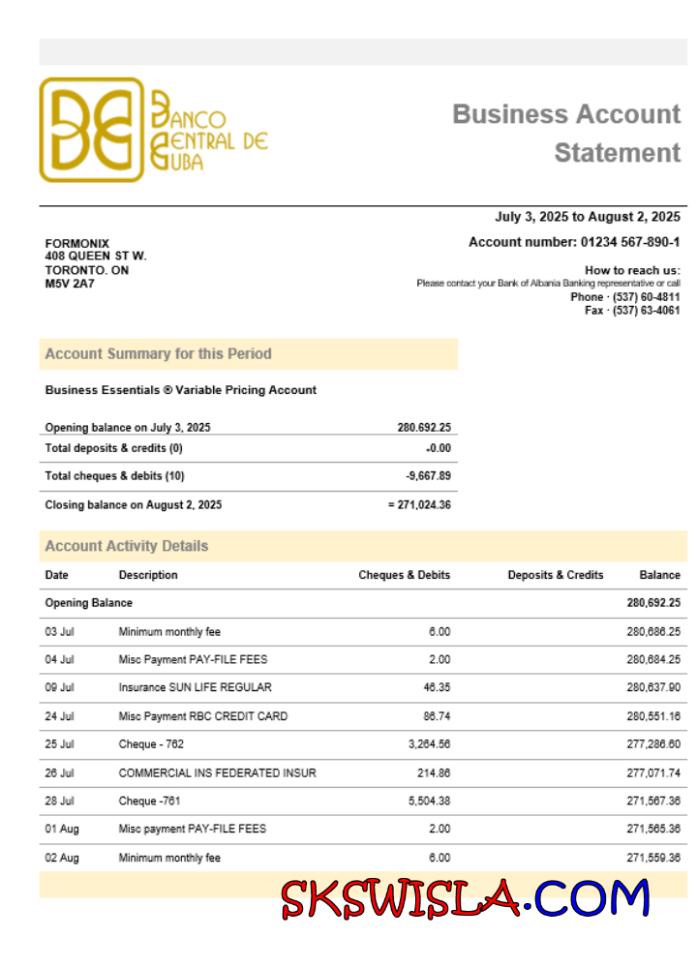 BANCO
CENTRAL DE
CUBA
Business Account
Statement
July 3, 2025 to August 2, 2025
FORMONIX
408 QUEEN ST W.
TORONTO. ON
M5V 2A7
Account number: 01234 567-890-1
How to reach us:
Please contact your Bank of Albania Banking representative or call
Phone · (537) 60-4811
Fax · (537) 63-4061
Account Summary for this Period
Business Essentials ® Variable Pricing Account
Opening balance on July 3, 2025 280.692.25
Total deposits & credits (0) -0.00
Total cheques & debits (10) -9,667.89
Closing balance on August 2, 2025 = 271,024.36
Account Activity Details
Date Description Cheques & Debits Deposits & Credits Balance
Opening Balance 280,692.25
03 Jul Minimum monthly fee 6.00 280,686.25
04 Jul Misc Payment PAY-FILE FEES 2.00 280,684.25
09 Jul Insurance SUN LIFE REGULAR 46.35 280,637.90
24 Jul Misc Payment RBC CREDIT CARD 86.74 280,551.16
25 Jul Cheque - 762 3,264.56 277,286.60
26 Jul COMMERCIAL INS FEDERATED INSUR 214.86 277,071.74
28 Jul Cheque -761 5,504.38 271,567.36
01 Aug Misc payment PAY-FILE FEES 2.00 271,565.36
02 Aug Minimum monthly fee 6.00 271,559.36
SKSWISLA.COM